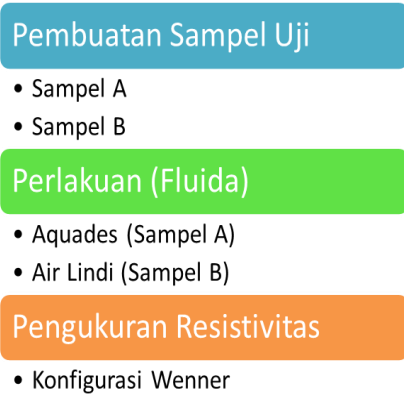 Pembuatan Sampel Uji
• Sampel A
• Sampel B
Perlakuan (Fluida)
• Aquades (Sampel A)
• Air Lindi (Sampel B)
Pengukuran Resistivitas
• Konfigurasi Wenner